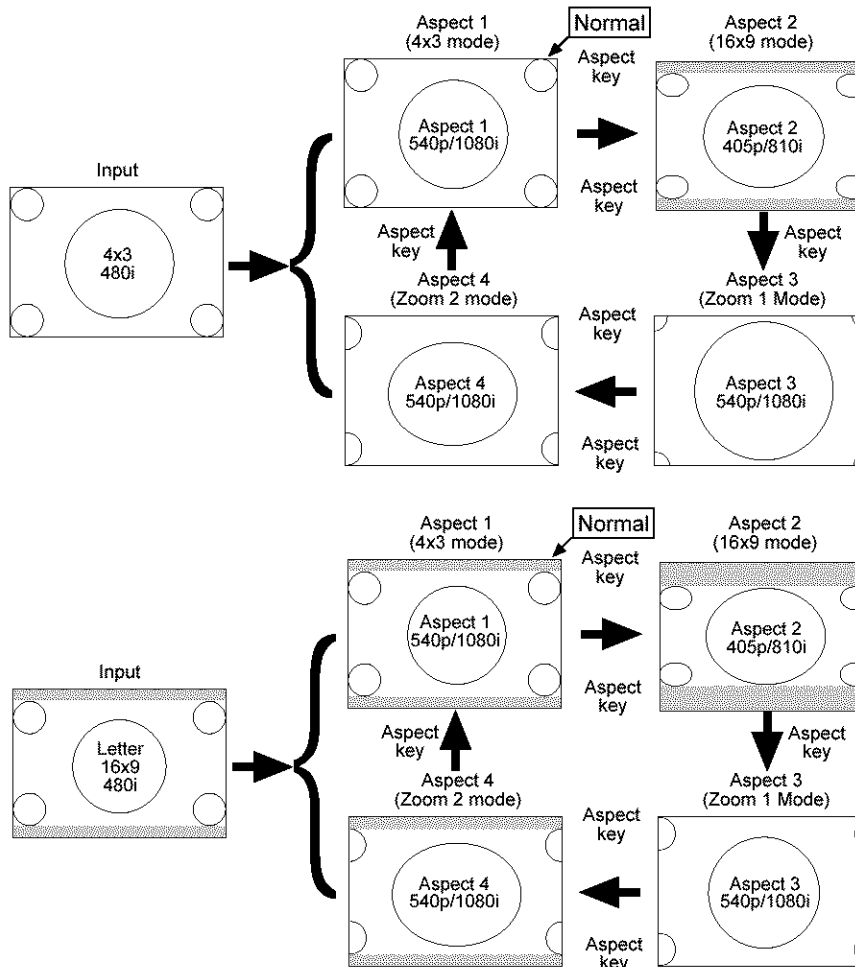 Aspect 1
(4x3 mode)
Normal
Aspect
key
Aspect 2
(16x9 mode)
Aspect 1
540p/1080i
Aspect 2
405p/810i
Input
4x3
480i
Aspect
key
Aspect
key
Aspect
key
Aspect 4
(Zoom 2 mode)
Aspect 3
(Zoom 1 Mode)
Aspect
key
Aspect 4
540p/1080i
Aspect 3
540p/1080i
Aspect
key
Aspect 1
(4x3 mode)
Normal
Aspect 2
(16x9 mode)
Aspect
key
Aspect 1
540p/1080i
Aspect 2
405p/810i
Input
Letter
16x9
480i
Aspect
key
Aspect
key
Aspect
key
Aspect 4
(Zoom 2 mode)
Aspect 3
(Zoom 1 Mode)
Aspect
key
Aspect 4
540p/1080i
Aspect 3
540p/1080i
Aspect
key